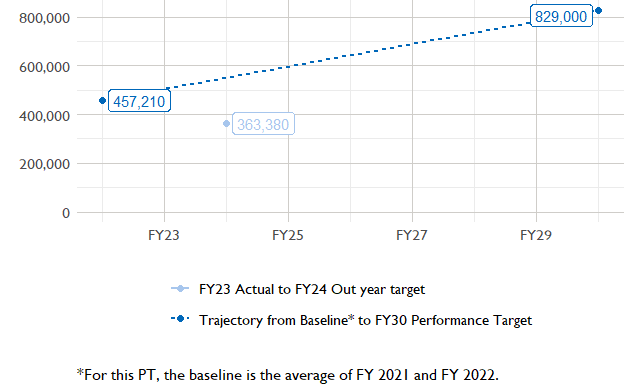 800,000
829,000
600,000
457,210
400,000
363,380
200,000
0
FY23 FY25 FY27 FY29
FY23 Actual to FY24 Out year target
Trajectory from Baseline* to FY30 Performance Target
*For this PT, the baseline is the average of FY 2021 and FY 2022.